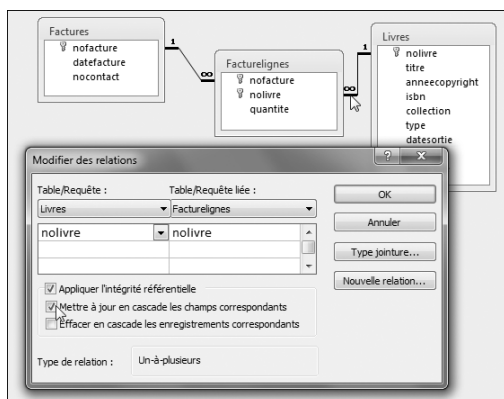 Factures
nofacture
datefacture
nocontact
1
∞
Facturelignes
nofacture
nolivre
quantite
1
∞
Livres
nolivre
titre
anneecopyright
isbn
collection
type
datesortie
Modifier des relations
Table/Requête : Table/Requête liée :
Livres Facturelignes
nolivre nolivre
OK
Annuler
Type jointure...
Nouvelle relation...
Appliquer l'intégrité référentielle
Mettre à jour en cascade les champs correspondants
Effacer en cascade les enregistrements correspondants
Type de relation : Un-à-plusieurs